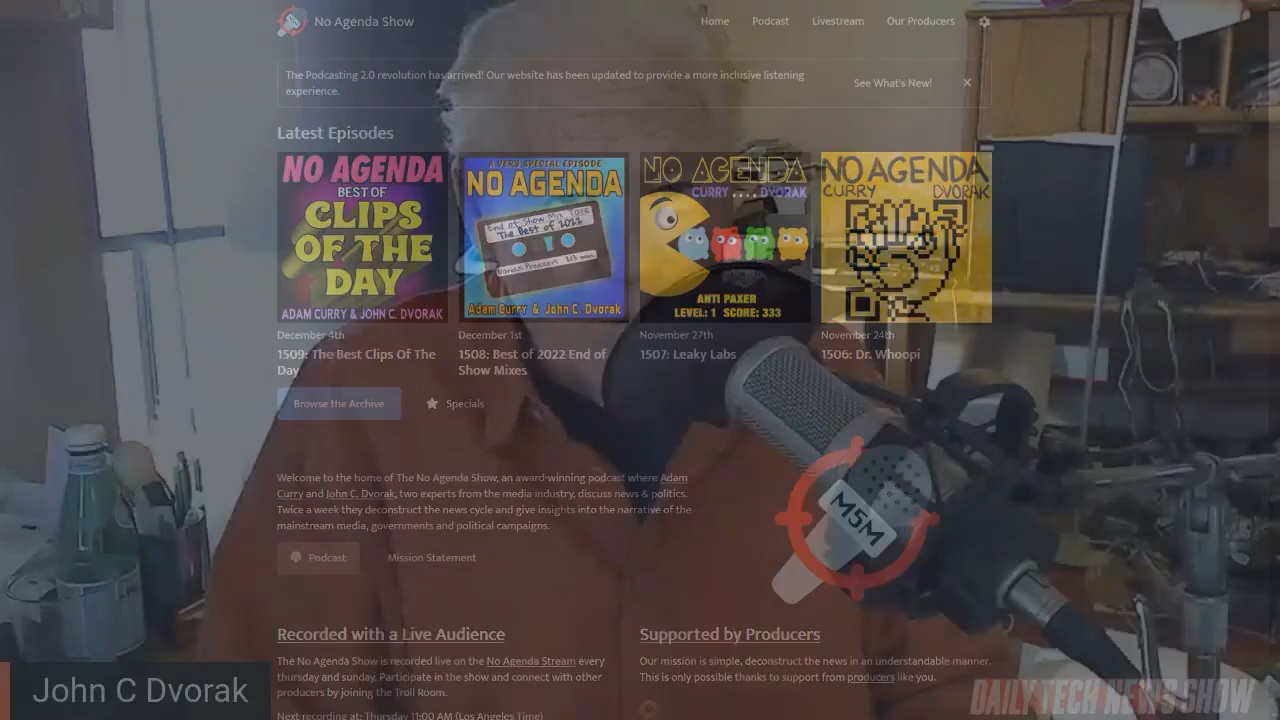 No Agenda Show
Home Podcast Livestream Our Producers
The Podcasting 2.0 revolution has arrived! Our website has been updated to provide a more inclusive listening
experience.
See What's New! ×
Latest Episodes
NO AGENDA
BEST OF
CLIPS
OF THE
DAY
ADAM CURRY & JOHN C. DVORAK
December 4th
1509: The Best Clips Of The
Day
A VERY SPECIAL EPISODE
NO AGENDA
End of Show Mix Tape
The Best of 2022
Various Producers 213 min.
Adam Curry & John C. Dvorak
December 1st
1508: Best of 2022 End of
Show Mixes
NO AGENDA
CURRY .... DVORAK
ANTI PAXER
LEVEL: 1 SCORE: 333
November 27th
1507: Leaky Labs
NO AGENDA
CURRY DVORAK
November 24th
1506: Dr. Whoopi
Browse the Archive
Specials
Welcome to the home of The No Agenda Show, an award-winning podcast where Adam
Curry and John C. Dvorak, two experts from the media industry, discuss news & politics.
Twice a week they deconstruct the news cycle and give insights into the narrative of the
mainstream media, governments and political campaigns.
Podcast Mission Statement
M5M
Recorded with a Live Audience
The No Agenda Show is recorded live on the No Agenda Stream every
thursday and sunday. Participate in the show and connect with other
producers by joining the Troll Room.
Next recording at: Thursday 11:00 AM (Los Angeles Time)
Supported by Producers
Our mission is simple, deconstruct the news in an understandable manner.
This is only possible thanks to support from producers like you.
John C Dvorak
DAILY TECH NEWS SHOW